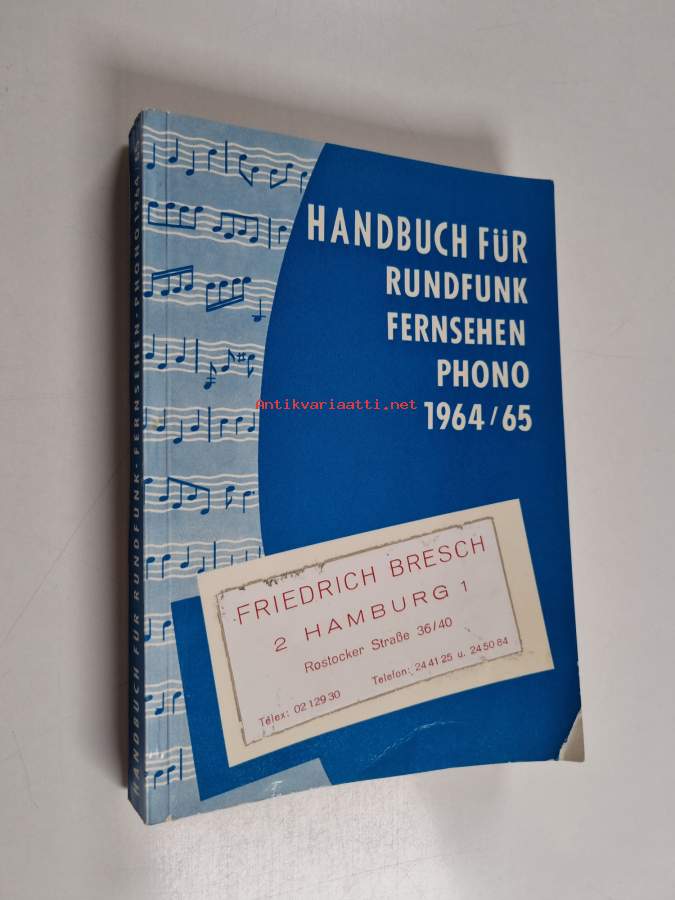 HANDBUCH FÜR
RUNDFUNK
FERNSEHEN
PHONO
1964/65
Antikvariaatti.net
FRIEDRICH BRESCH
2 HAMBURG 1
Rostocker Straße 36/40
Telex: 02 129 30 Telefon: 24 41 25 u. 24 50 84
HANDBUCH FÜR RUNDFUNK-FERNSEHEN-PHONO 1964/65